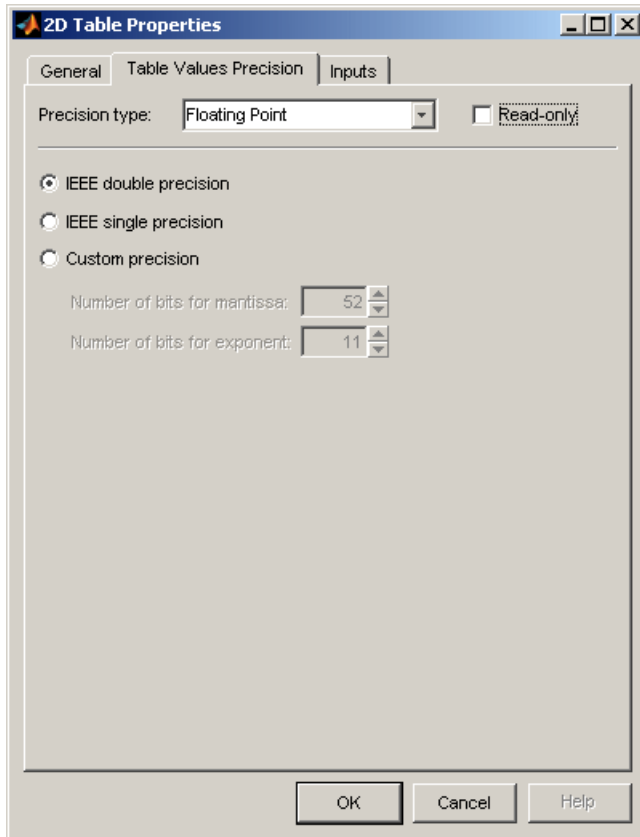 2D Table Properties
General Table Values Precision Inputs
Precision type: Floating Point Read-only
IEEE double precision
IEEE single precision
Custom precision
Number of bits for mantissa: 52
Number of bits for exponent: 11
OK Cancel Help